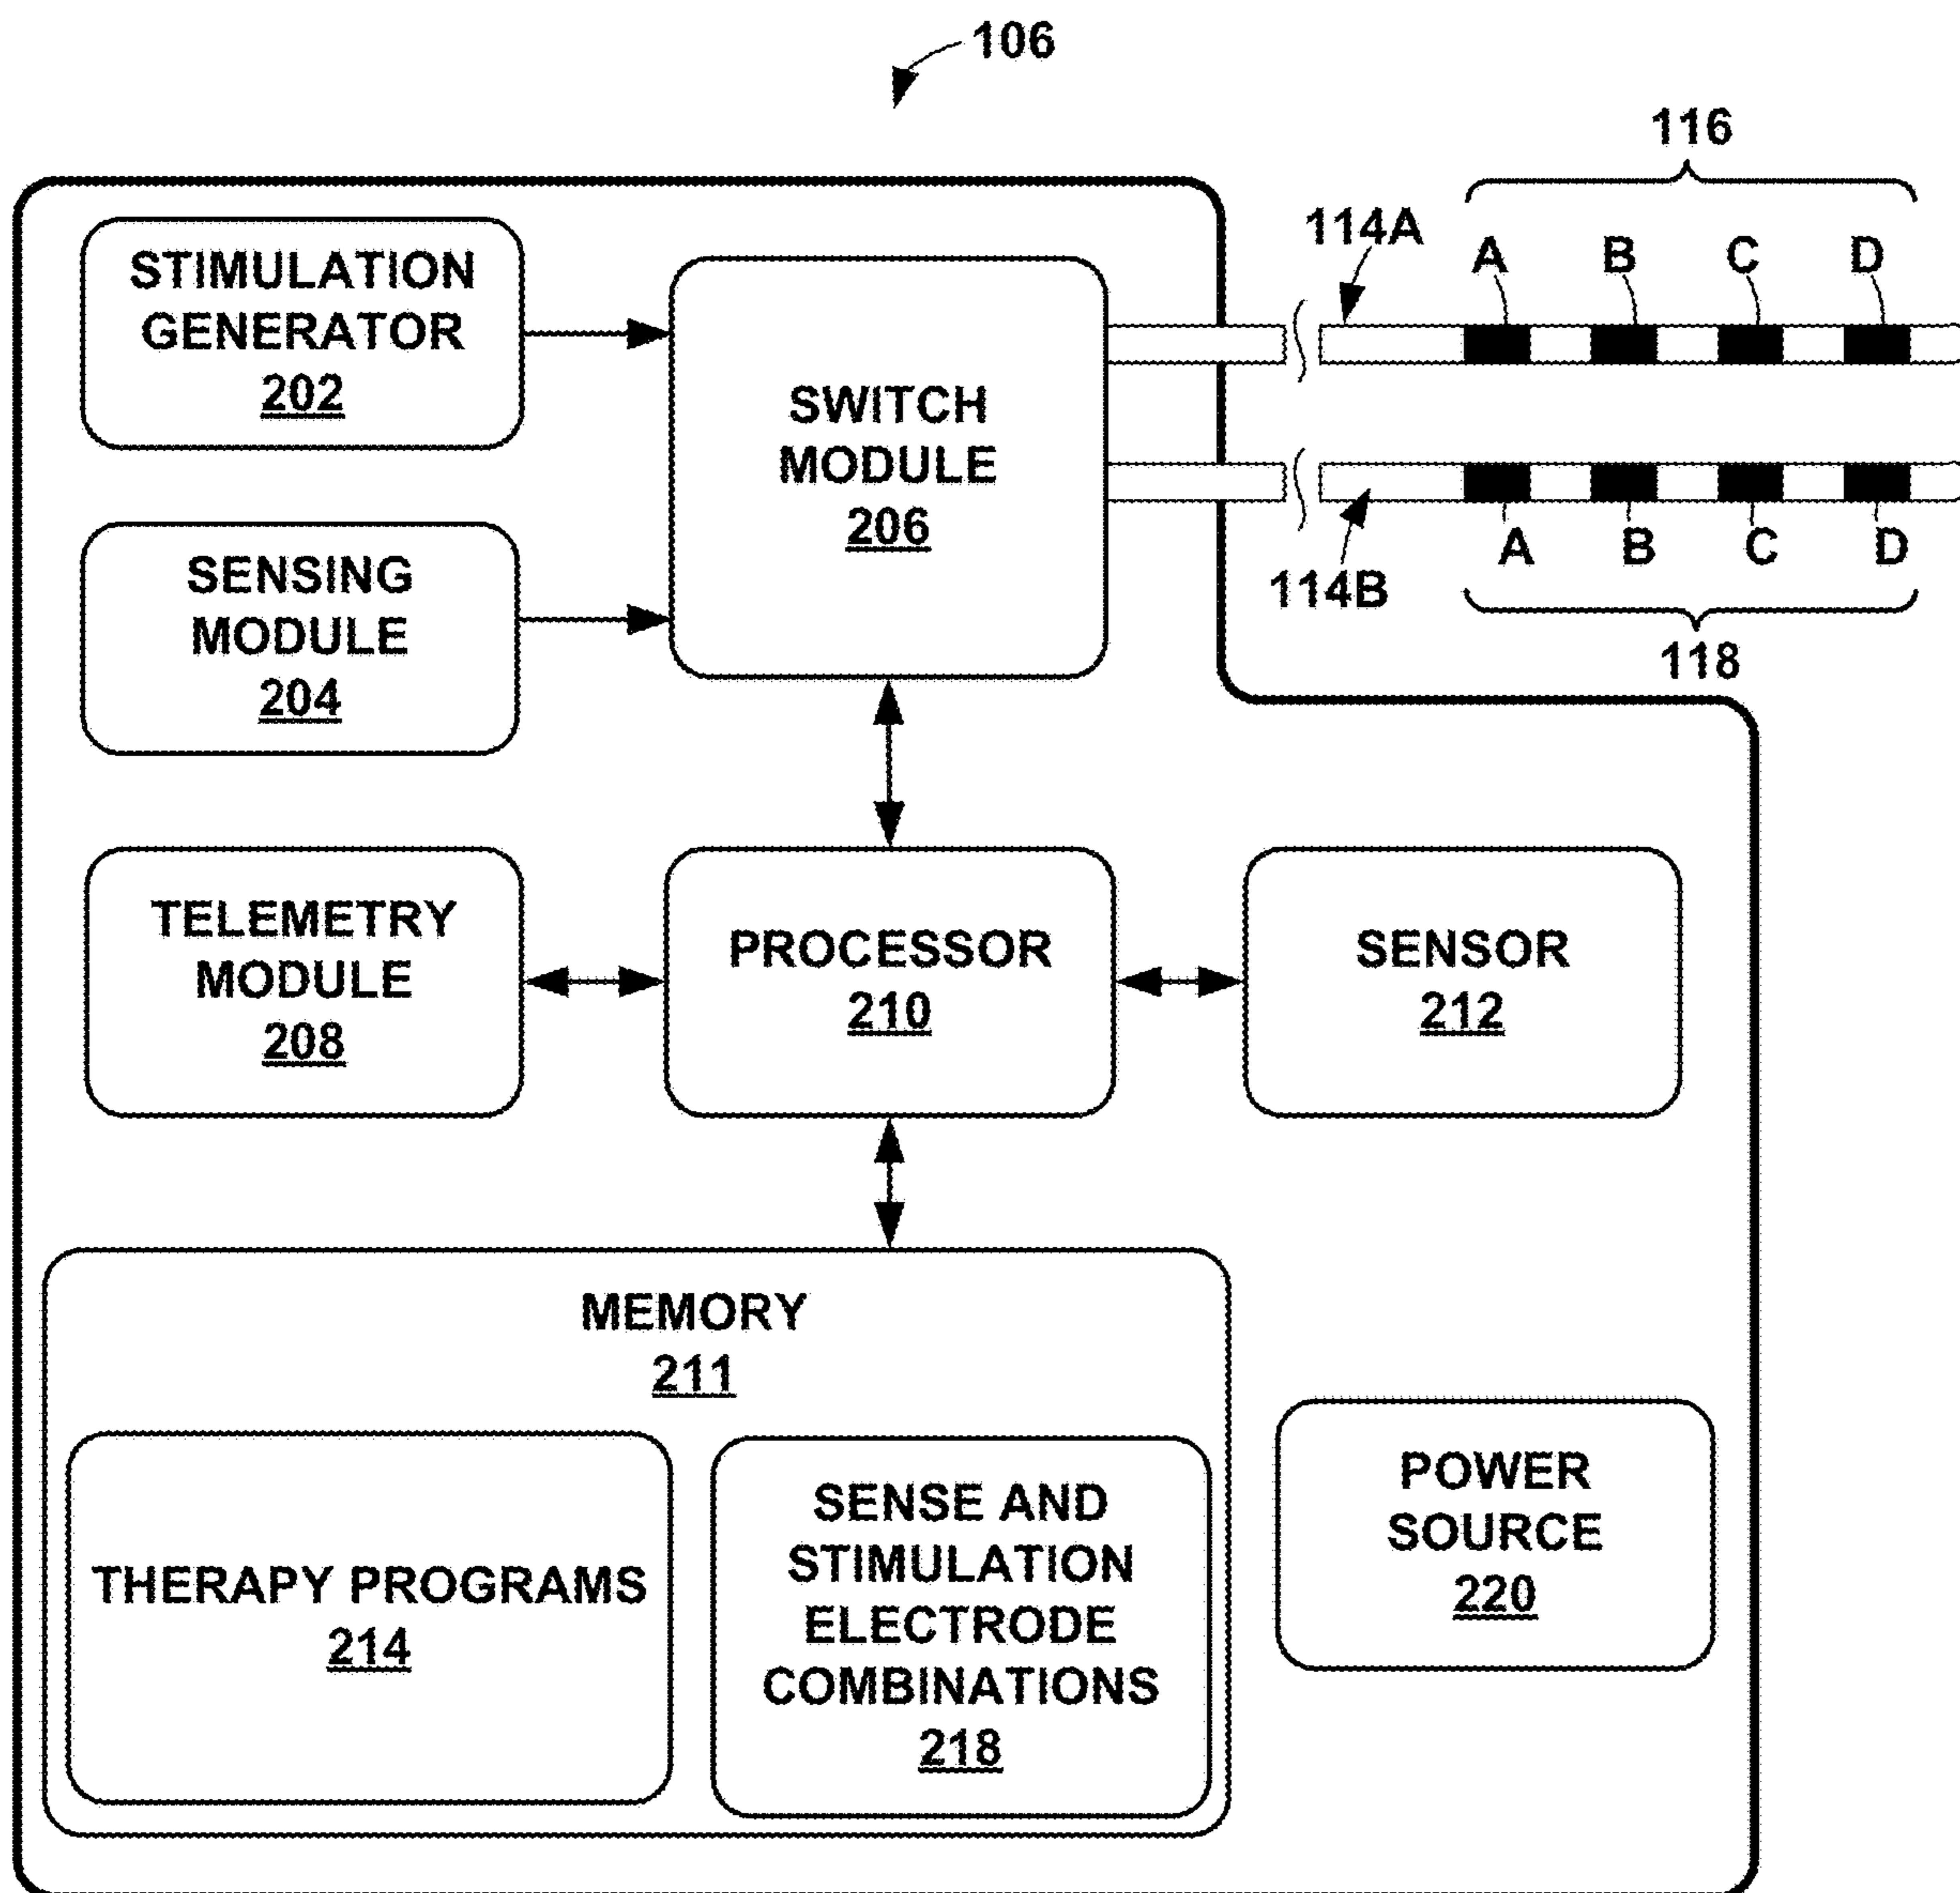 106
116
114A
A B C D
STIMULATION
GENERATOR
202
SWITCH
MODULE
206
A B C D
114B
118
SENSING
MODULE
204
TELEMETRY
MODULE
208
PROCESSOR
210
SENSOR
212
MEMORY
211
THERAPY PROGRAMS
214
SENSE AND
STIMULATION
ELECTRODE
COMBINATIONS
218
POWER
SOURCE
220